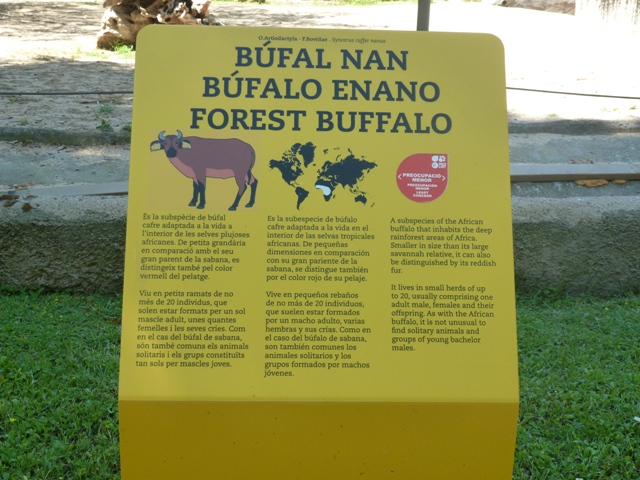 O.Artiodactyla - F.Bovidae . Syncerus caffer nanus
BÚFAL NAN
BÚFALO ENANO
FOREST BUFFALO
PREOCUPACIÓ
MENOR
PREOCUPACIÓN
MENOR
LEAST
CONCERN
És la subspècie de búfal
cafre adaptada a la vida a
l'interior de les selves plujoses
africanes. De petita grandària
en comparació amb el seu
gran parent de la sabana, es
distingeix també pel color
vermell del pelatge.
Viu en petits ramats de no
més de 20 individus, que
solen estar formats per un sol
mascle adult, unes quantes
femelles i les seves cries. Com
en el cas del búfal de sabana,
són també comuns els animals
solitaris i els grups constituïts
tan sols per mascles joves.
Es la subespecie de búfalo
cafre adaptada a la vida en el
interior de las selvas tropicales
africanas. De pequeñas
dimensiones en comparación
con su gran pariente de la
sabana, se distingue también
por el color rojo de su pelaje.
Vive en pequeños rebaños
de no más de 20 individuos,
que suelen estar formados
por un macho adulto, varias
hembras y sus crías. Como en
el caso del búfalo de sabana,
son también comunes los
animales solitarios y los
grupos formados por machos
jóvenes.
A subspecies of the African
buffalo that inhabits the deep
rainforest areas of Africa.
Smaller in size than its large
savannah relative, it can also
be distinguished by its reddish
fur.
It lives in small herds of up
to 20, usually comprising one
adult male, females and their
offspring. As with the African
buffalo, it is not unusual to
find solitary animals and
groups of young bachelor
males.